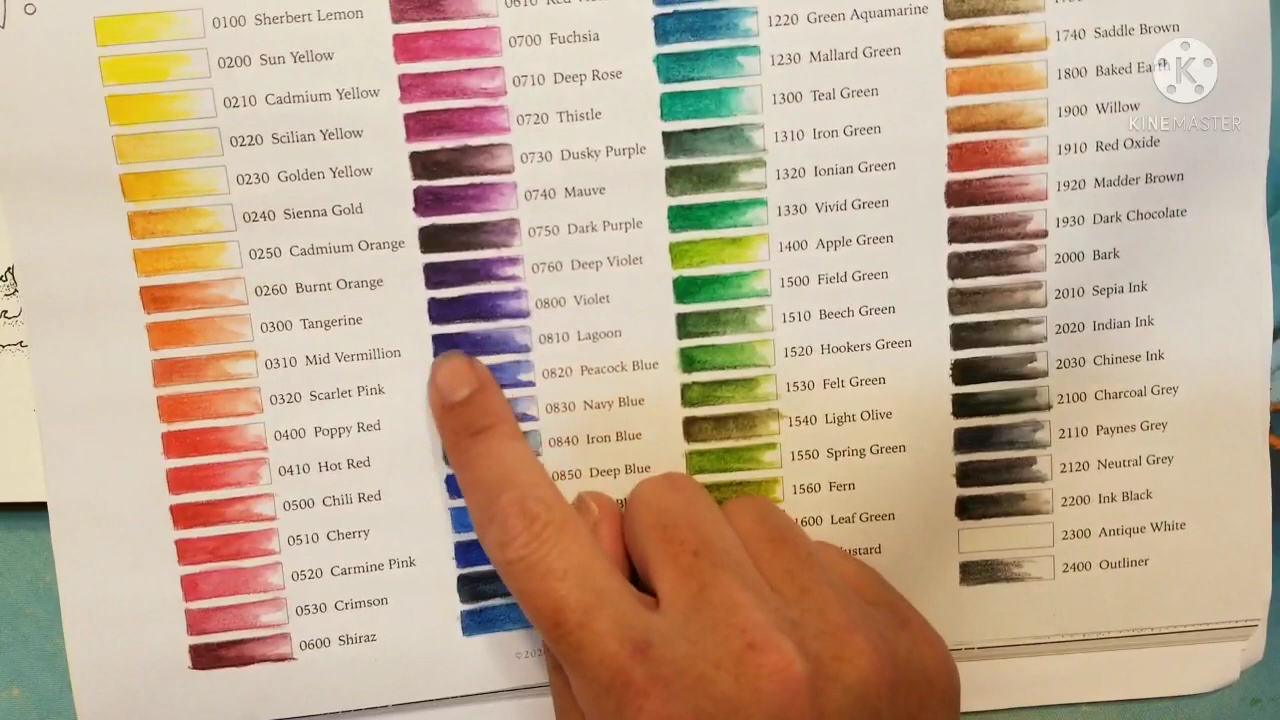 0100 Sherbert Lemon
0200 Sun Yellow
0210 Cadmium Yellow
0220 Scilian Yellow
0230 Golden Yellow
0240 Sienna Gold
0250 Cadmium Orange
0260 Burnt Orange
0300 Tangerine
0310 Mid Vermillion
0320 Scarlet Pink
0400 Poppy Red
0410 Hot Red
0500 Chili Red
0510 Cherry
0520 Carmine Pink
0530 Crimson
0600 Shiraz
0610 Red
0700 Fuchsia
0710 Deep Rose
0720 Thistle
0730 Dusky Purple
0740 Mauve
0750 Dark Purple
0760 Deep Violet
0800 Violet
0810 Lagoon
0820 Peacock Blue
0830 Navy Blue
0840 Iron Blue
0850 Deep Blue
1220 Green Aquamarine
1230 Mallard Green
1300 Teal Green
1310 Iron Green
1320 Ionian Green
1330 Vivid Green
1400 Apple Green
1500 Field Green
1510 Beech Green
1520 Hookers Green
1530 Felt Green
1540 Light Olive
1550 Spring Green
1560 Fern
1600 Leaf Green
ustard
1740 Saddle Brown
1800 Baked Earth
1900 Willow
1910 Red Oxide
1920 Madder Brown
1930 Dark Chocolate
2000 Bark
2010 Sepia Ink
2020 Indian Ink
2030 Chinese Ink
2100 Charcoal Grey
2110 Paynes Grey
2120 Neutral Grey
2200 Ink Black
2300 Antique White
2400 Outliner
K
KINEMASTER